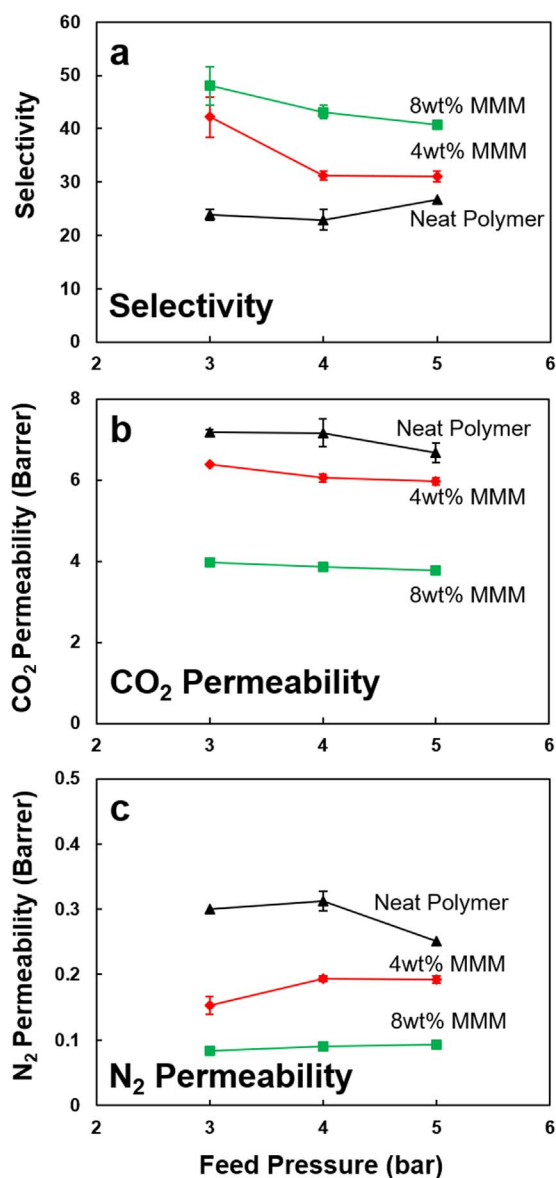 60
50
40
30
20
10
0
Selectivity
a
8wt% MMM
4wt% MMM
Neat Polymer
Selectivity
2 3 4 5 6
8
6
4
2
0
CO₂ Permeability (Barrer)
b
Neat Polymer
4wt% MMM
8wt% MMM
CO₂ Permeability
2 3 4 5 6
0.5
0.4
0.3
0.2
0.1
0
N₂ Permeability (Barrer)
c
Neat Polymer
4wt% MMM
8wt% MMM
N₂ Permeability
2 3 4 5 6
Feed Pressure (bar)